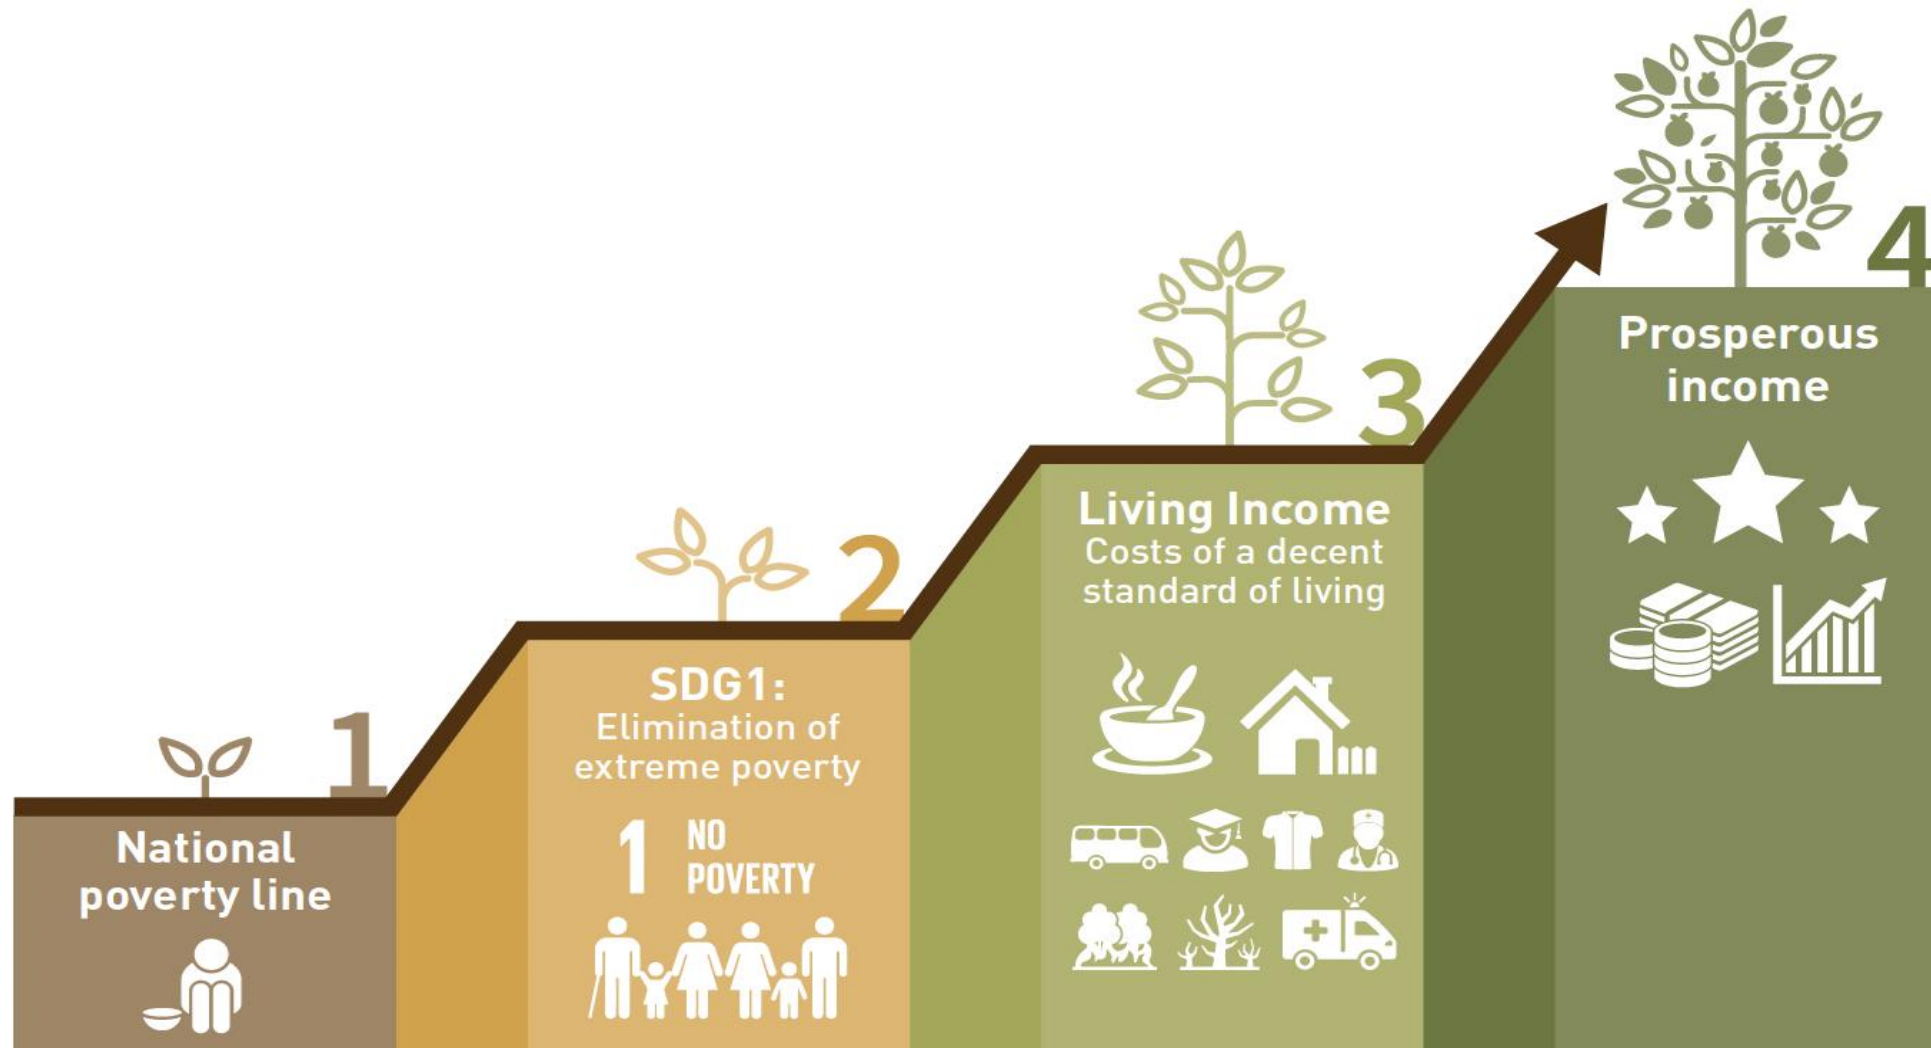 1
National
poverty line
2
SDG1:
Elimination of
extreme poverty
1 NO
POVERTY
3
Living Income
Costs of a decent
standard of living
4
Prosperous
income